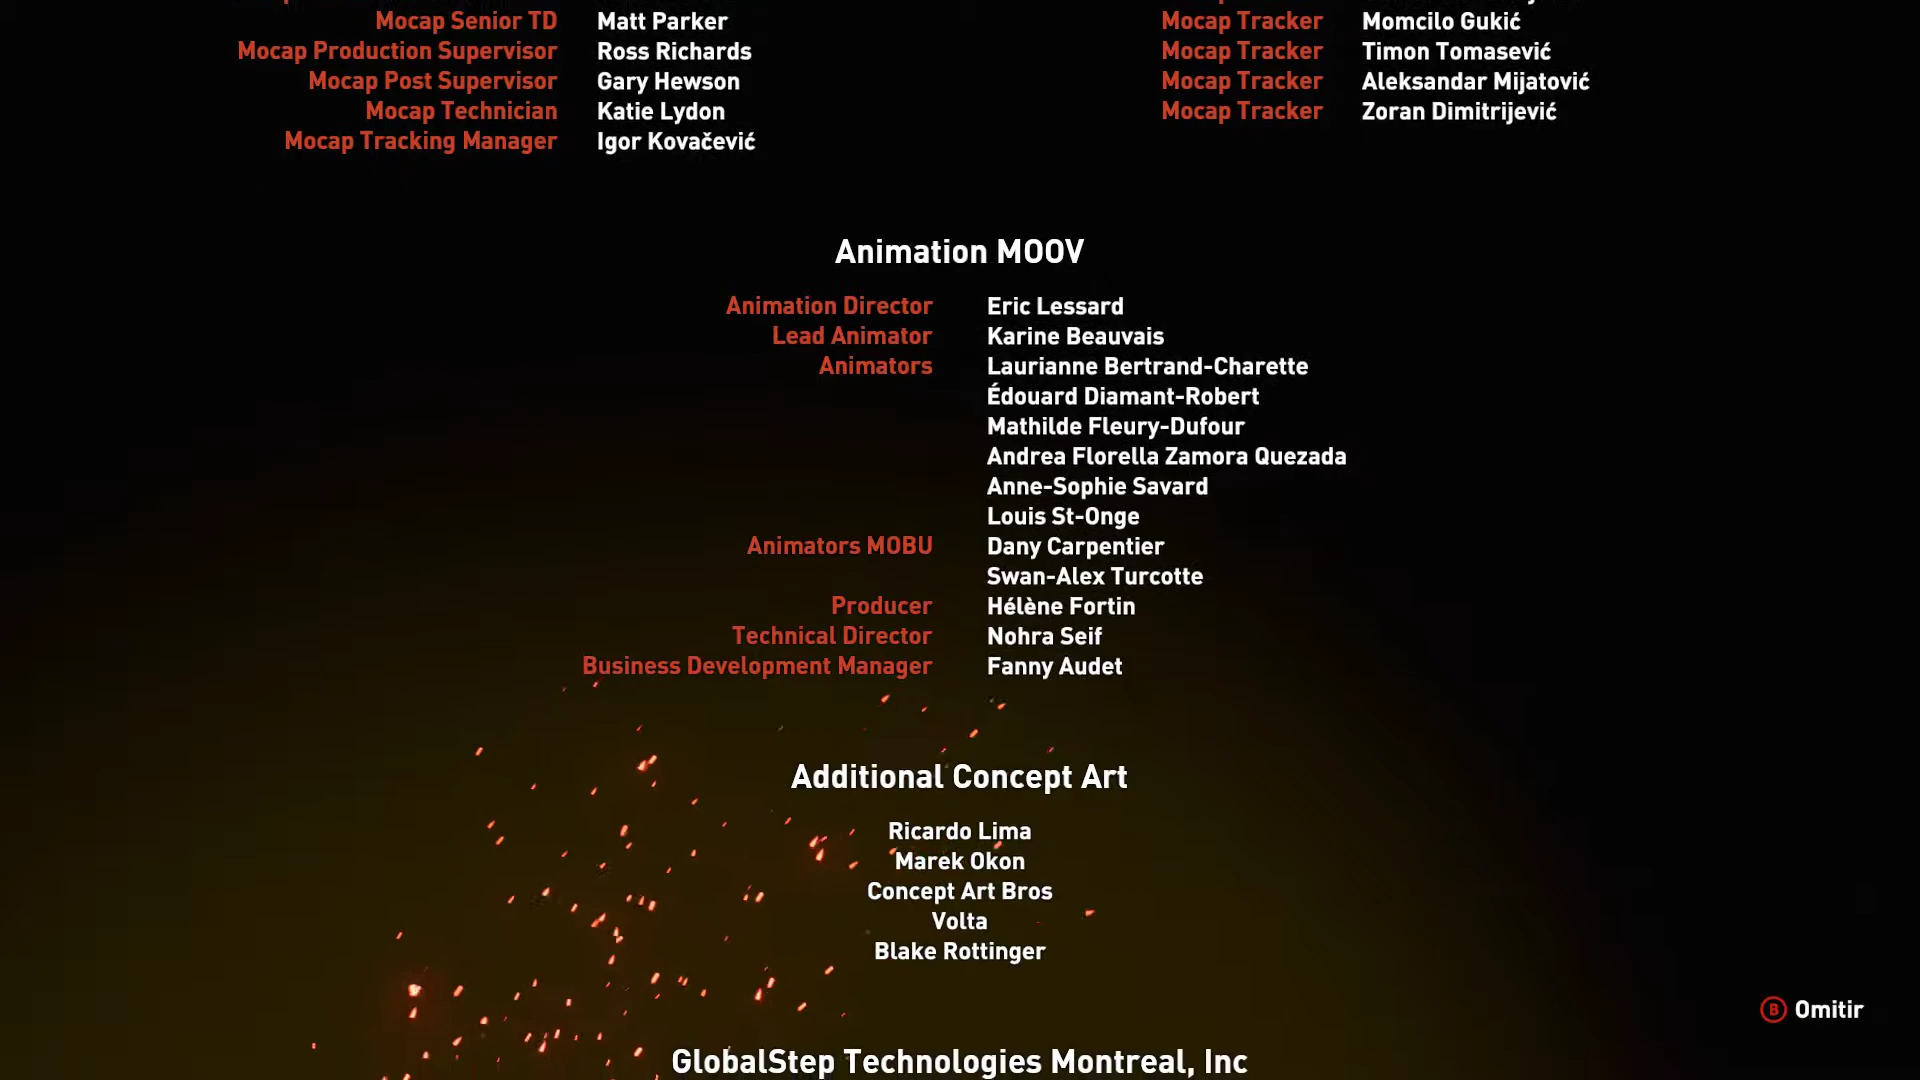 Mocap Senior TD Matt Parker
Mocap Production Supervisor Ross Richards
Mocap Post Supervisor Gary Hewson
Mocap Technician Katie Lydon
Mocap Tracking Manager Igor Kovačević
Mocap Tracker Momcilo Gukić
Mocap Tracker Timon Tomasević
Mocap Tracker Aleksandar Mijatović
Mocap Tracker Zoran Dimitrijević
Animation MOOV
Animation Director Eric Lessard
Lead Animator Karine Beauvais
Animators Laurianne Bertrand-Charette
Édouard Diamant-Robert
Mathilde Fleury-Dufour
Andrea Florella Zamora Quezada
Anne-Sophie Savard
Louis St-Onge
Animators MOBU Dany Carpentier
Swan-Alex Turcotte
Producer Hélène Fortin
Technical Director Nohra Seif
Business Development Manager Fanny Audet
Additional Concept Art
Ricardo Lima
Marek Okon
Concept Art Bros
Volta
Blake Rottinger
B Omitir
GlobalStep Technologies Montreal, Inc